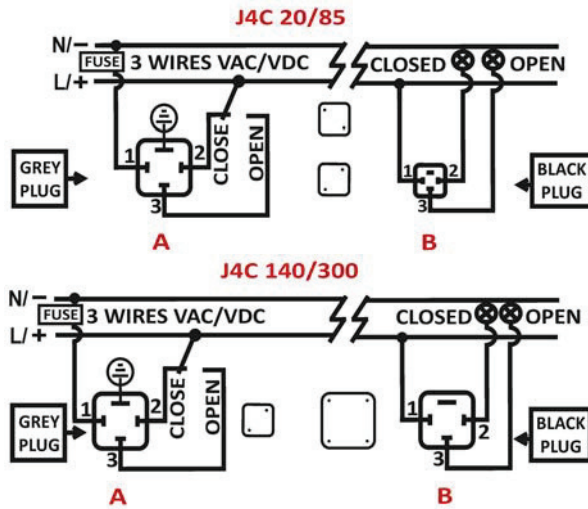 J4C 20/85
N/-
FUSE 3 WIRES VAC/VDC CLOSED OPEN
L/+
1 2 CLOSE OPEN 1 2
GREY PLUG
BLACK PLUG
3 3
A B
J4C 140/300
N/-
FUSE 3 WIRES VAC/VDC CLOSED OPEN
L/+
1 2 CLOSE OPEN 1 2
GREY PLUG
BLACK PLUG
3 3
A B